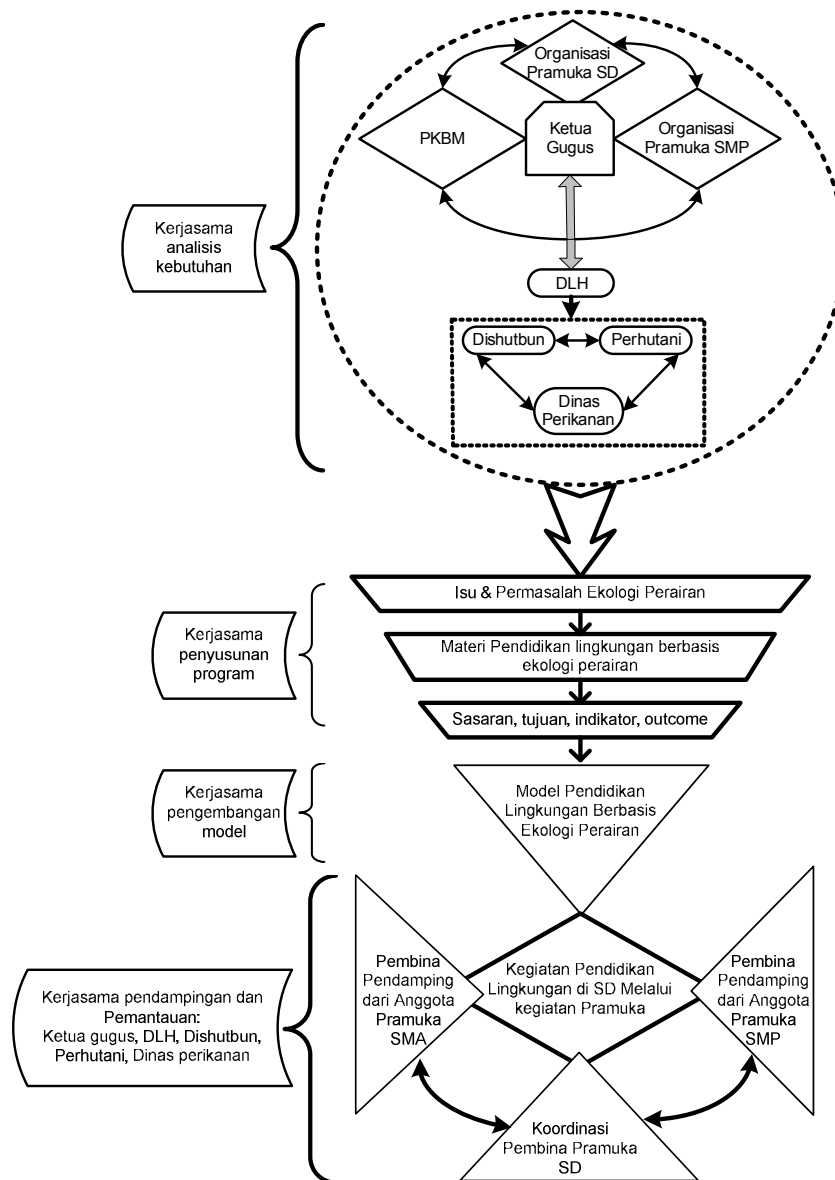 Organisasi
Pramuka SD
PKBM
Ketua
Gugus
Organisasi
Pramuka SMP
Kerjasama
analisis
kebutuhan
DLH
Dishutbun
Perhutani
Dinas
Perikanan
Isu & Permasalah Ekologi Perairan
Kerjasama
penyusunan
program
Materi Pendidikan lingkungan berbasis
ekologi perairan
Sasaran, tujuan, indikator, outcome
Kerjasama
pengembangan
model
Model Pendidikan
Lingkungan Berbasis
Ekologi Perairan
Pembina
Pendamping
dari Anggota
Pramuka
SMA
Kegiatan Pendidikan
Lingkungan di SD Melalui
kegiatan Pramuka
Pembina
Pendamping
dari Anggota
Pramuka
SMP
Kerjasama pendampingan dan
Pemantauan:
Ketua gugus, DLH, Dishutbun,
Perhutani, Dinas perikanan
Koordinasi
Pembina Pramuka
SD